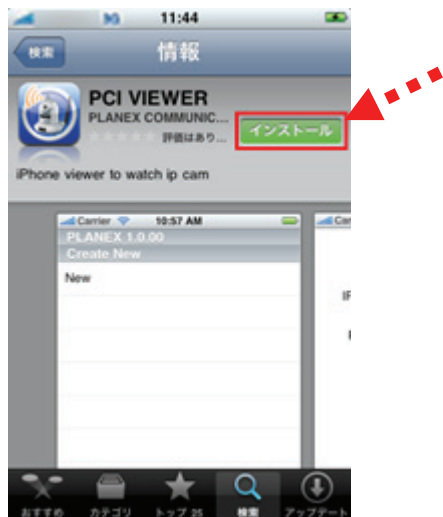 3G 11:44
検索 情報
PCI VIEWER
PLANEX COMMUNIC...
評価はあり...
インストール
iPhone viewer to watch ip cam
Carrier 10:57 AM
PLANEX 1.0.00
Create New
New
おすすめ カテゴリ トップ 25 検索 アップデート